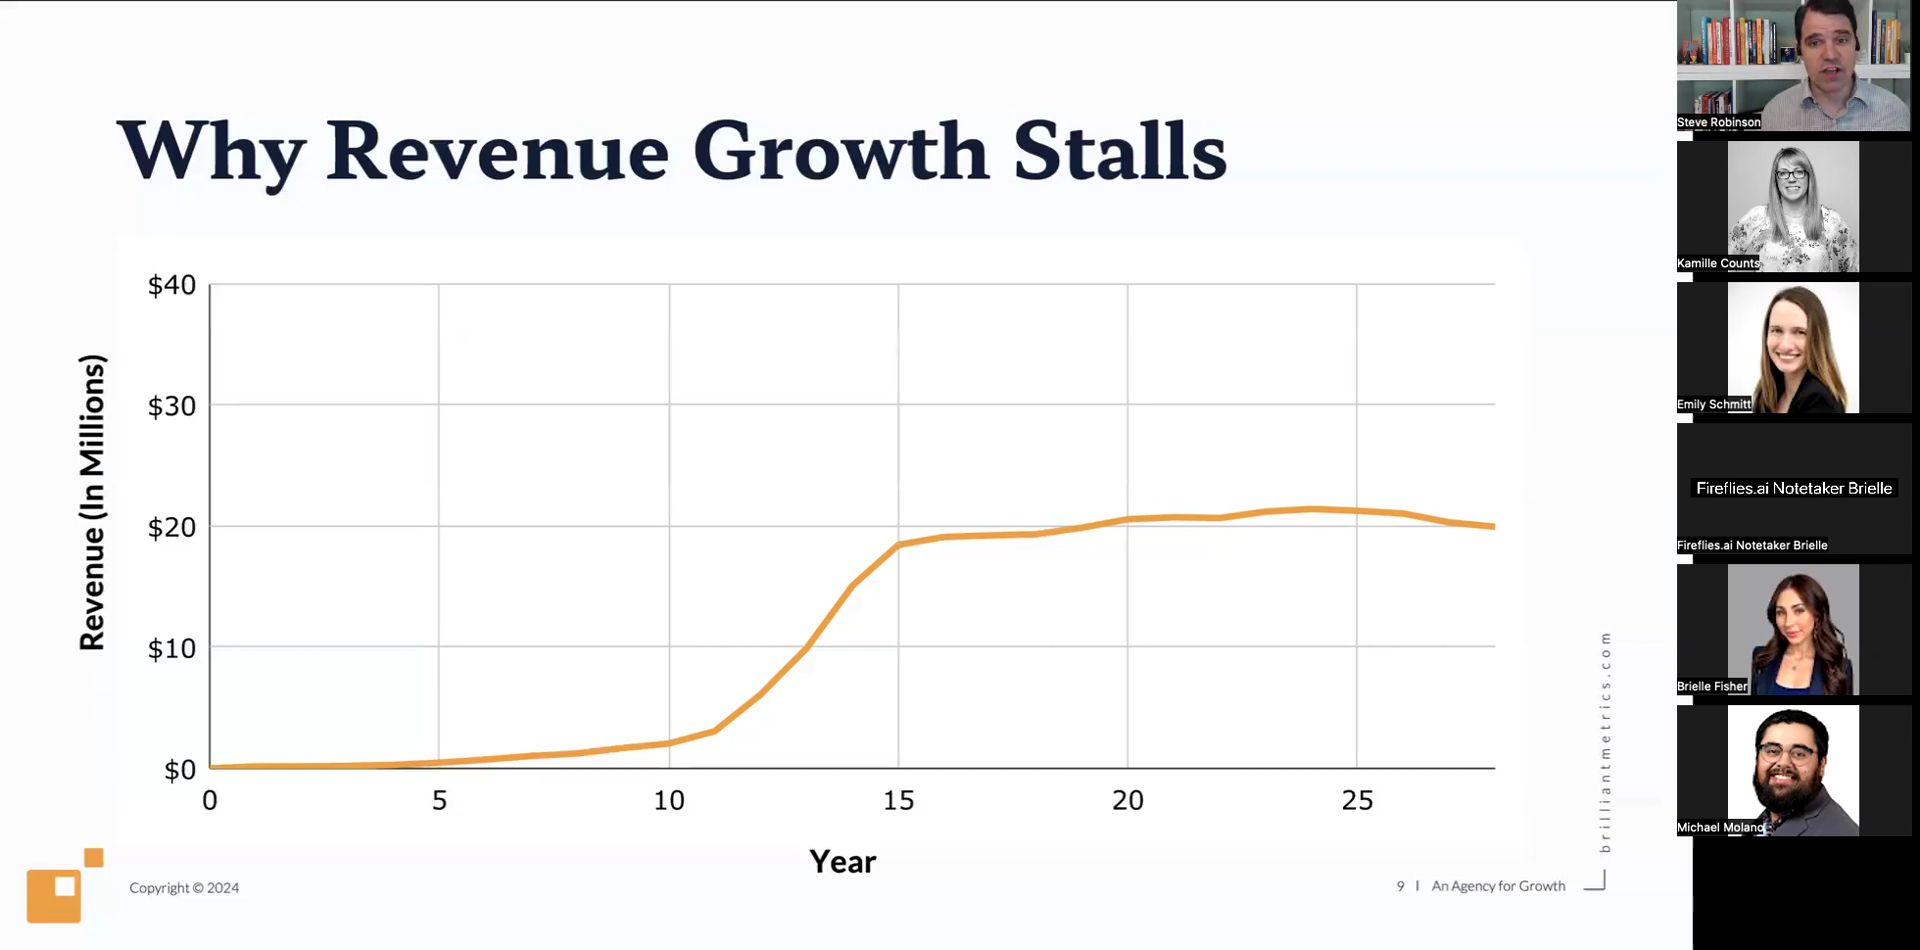 Why Revenue Growth Stalls
Revenue (In Millions)
$40
$30
$20
$10
$0
0 5 10 15 20 25
Year
Copyright © 2024
9 | An Agency for Growth
brilliantmetrics.com
Steve Robinson
Kamille Counts
Emily Schmitt
Fireflies.ai Notetaker Brielle
Fireflies.ai Notetaker Brielle
Brielle Fisher
Michael Molano